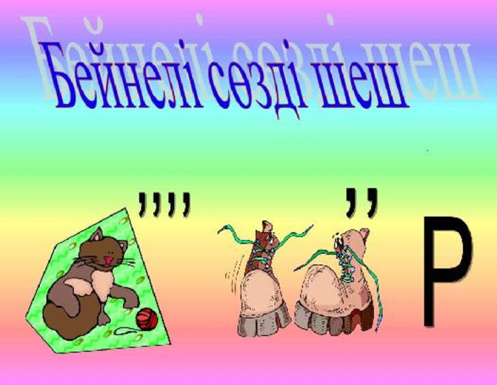 Бейнелі сөзді шеш
,,,, ,, Р